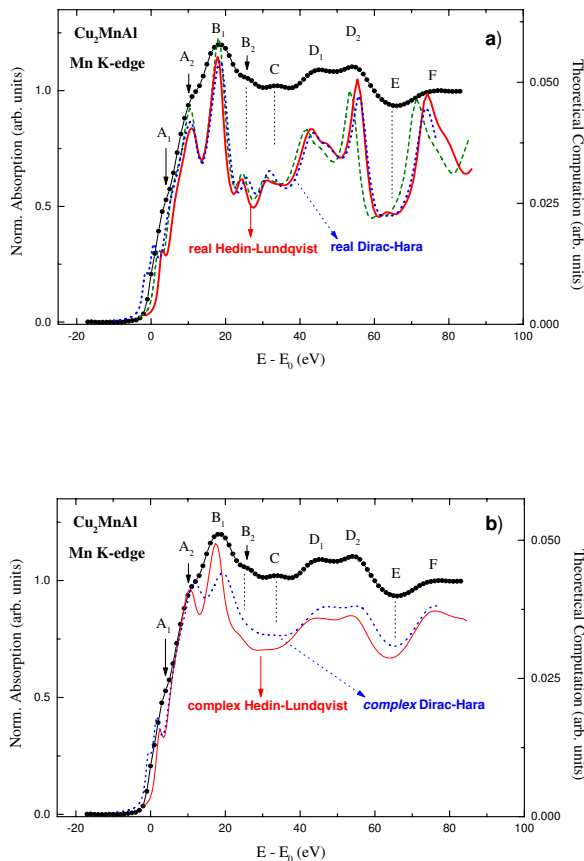 Cu2MnAl
Mn K-edge
a)
A1
A2
B1
B2
C
D1
D2
E
F
real Hedin-Lundqvist
real Dirac-Hara
Norm. Absorption (arb. units)
1.0
0.5
0.0
Theoretical Computation (arb. units)
0.050
0.025
0.000
-20 0 20 40 60 80 100
E - E0 (eV)
Cu2MnAl
Mn K-edge
b)
A1
A2
B1
B2
C
D1
D2
E
F
complex Hedin-Lundqvist
complex Dirac-Hara
Norm. Absorption (arb. units)
1.0
0.5
0.0
Theoretical Computation (arb. units)
0.050
0.025
0.000
-20 0 20 40 60 80 100
E - E0 (eV)